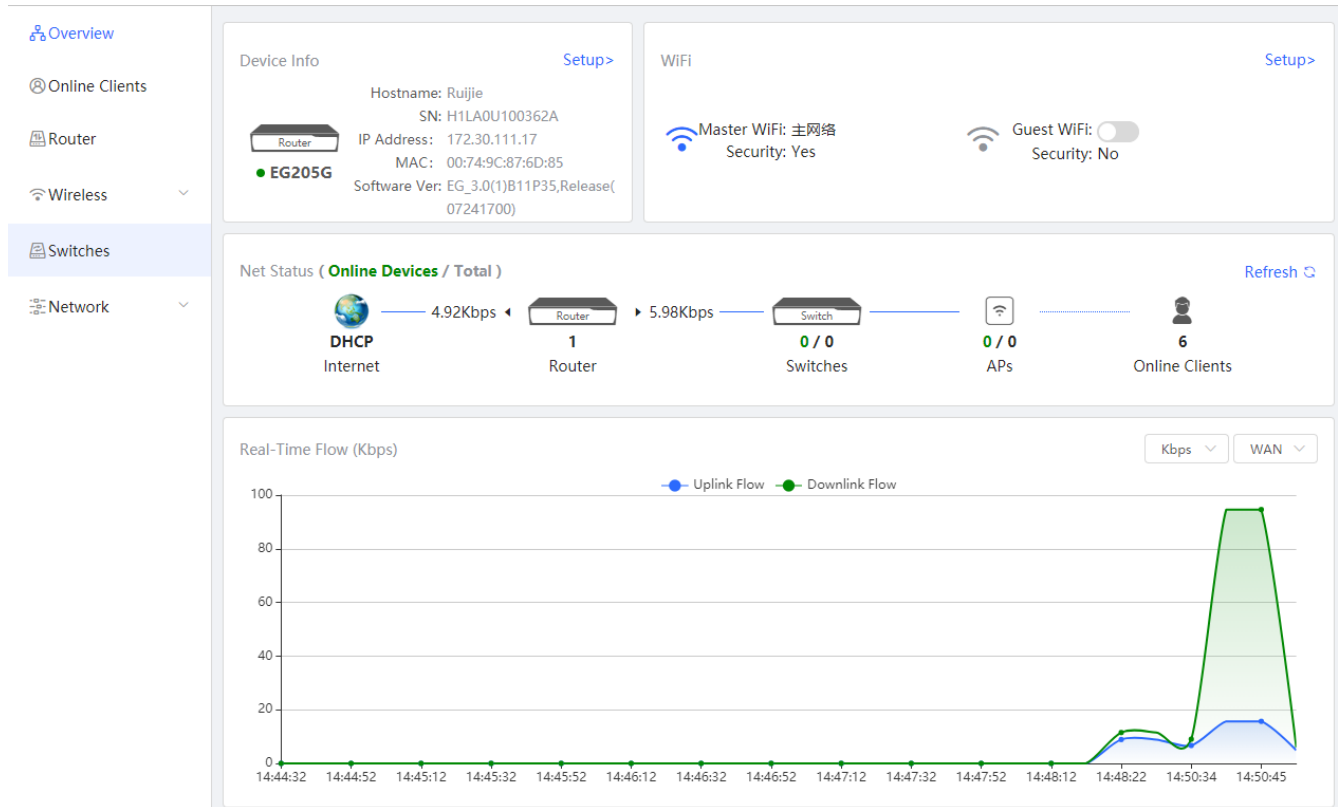 Overview
Online Clients
Router
Wireless
Switches
Network
Device Info Setup>
Router
EG205G
Hostname: Ruijie
SN: H1LA0U100362A
IP Address: 172.30.111.17
MAC: 00:74:9C:87:6D:85
Software Ver: EG_3.0(1)B11P35,Release(
07241700)
WiFi Setup>
Master WiFi: 主网络
Security: Yes
Guest WiFi:
Security: No
Net Status ( Online Devices / Total ) Refresh
4.92Kbps Router 5.98Kbps Switch
DHCP 1 0 / 0 0 / 0 6
Internet Router Switches APs Online Clients
Real-Time Flow (Kbps) Kbps WAN
Uplink Flow Downlink Flow
100
80
60
40
20
0
14:44:32 14:44:52 14:45:12 14:45:32 14:45:52 14:46:12 14:46:32 14:46:52 14:47:12 14:47:32 14:47:52 14:48:12 14:48:22 14:50:34 14:50:45